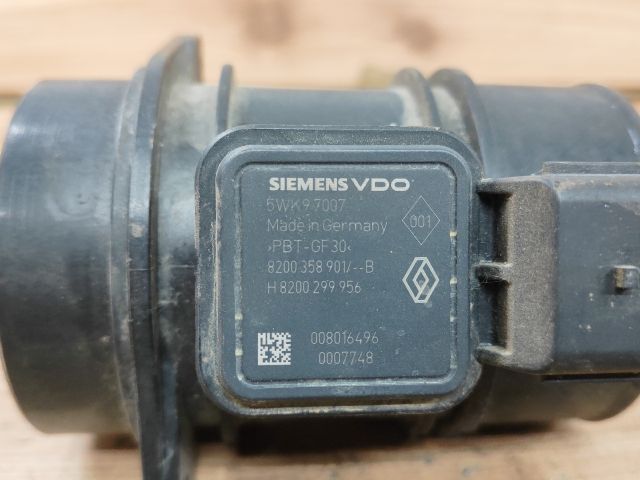 SIEMENS VDO
5WK9 7007
Made in Germany
001
>PBT-GF30<
8200 358 901/--B
H 8200 299 956
008016496
0007748